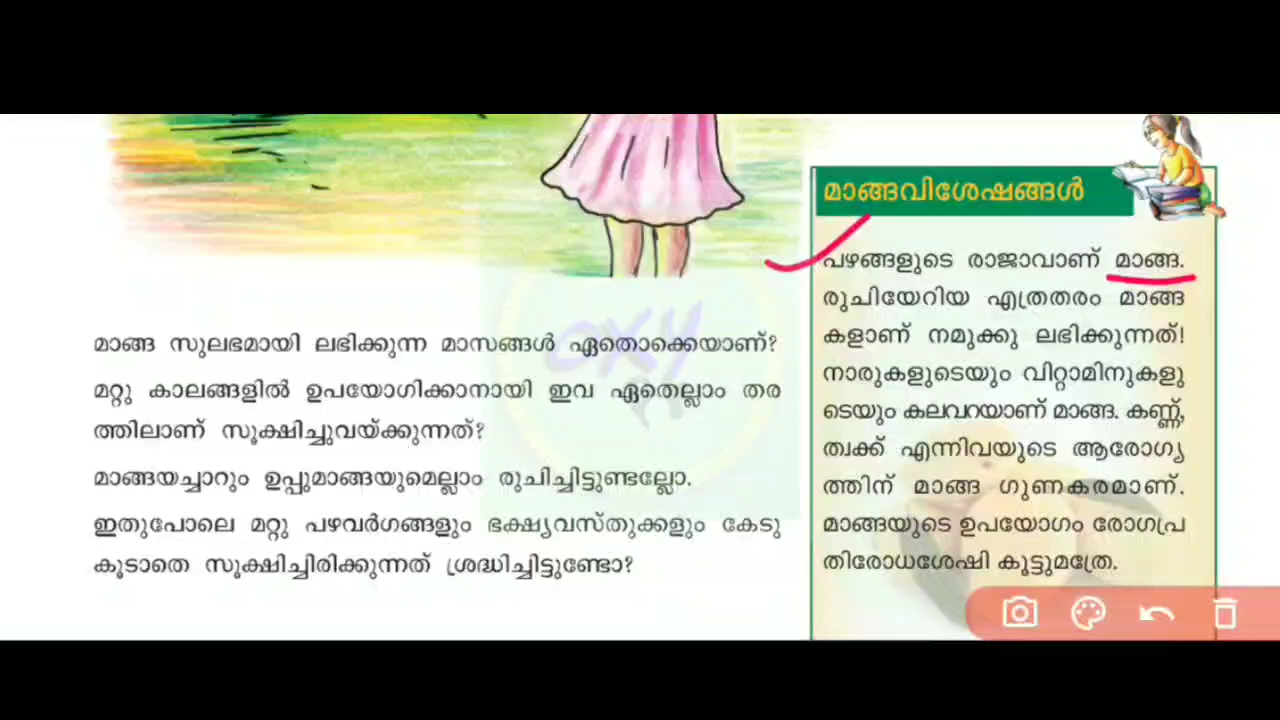 മാങ്ങ സുലഭമായി ലഭിക്കുന്ന മാസങ്ങൾ ഏതൊക്കെയാണ്?
മറ്റു കാലങ്ങളിൽ ഉപയോഗിക്കാനായി ഇവ ഏതെല്ലാം തര
ത്തിലാണ് സൂക്ഷിച്ചുവയ്ക്കുന്നത്?
മാങ്ങയച്ചാറും ഉപ്പുമാങ്ങയുമെല്ലാം രുചിച്ചിട്ടുണ്ടല്ലോ.
ഇതുപോലെ മറ്റു പഴവർഗങ്ങളും ഭക്ഷ്യവസ്തുക്കളും കേടു
കൂടാതെ സൂക്ഷിച്ചിരിക്കുന്നത് ശ്രദ്ധിച്ചിട്ടുണ്ടോ?
മാങ്ങവിശേഷങ്ങൾ
പഴങ്ങളുടെ രാജാവാണ് മാങ്ങ.
രുചിയേറിയ എത്രതരം മാങ്ങ
കളാണ് നമുക്കു ലഭിക്കുന്നത്!
നാരുകളുടെയും വിറ്റാമിനുകളു
ടെയും കലവറയാണ് മാങ്ങ. കണ്ണ്,
ത്വക്ക് എന്നിവയുടെ ആരോഗ്യ
ത്തിന് മാങ്ങ ഗുണകരമാണ്.
മാങ്ങയുടെ ഉപയോഗം രോഗപ്ര
തിരോധശേഷി കൂട്ടുമത്രേ.
OXY